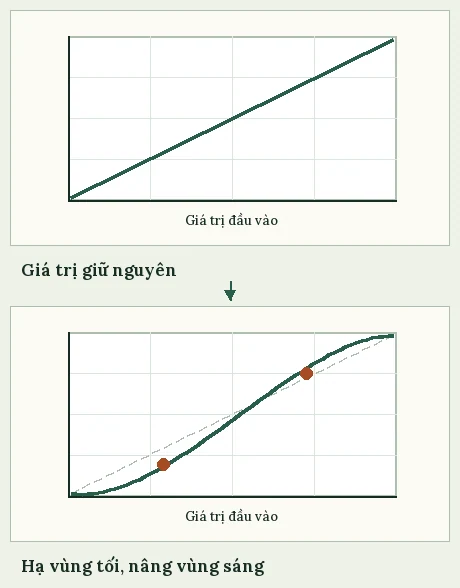 Giá trị đầu vào
Giá trị giữ nguyên
Giá trị đầu vào
Hạ vùng tối, nâng vùng sáng